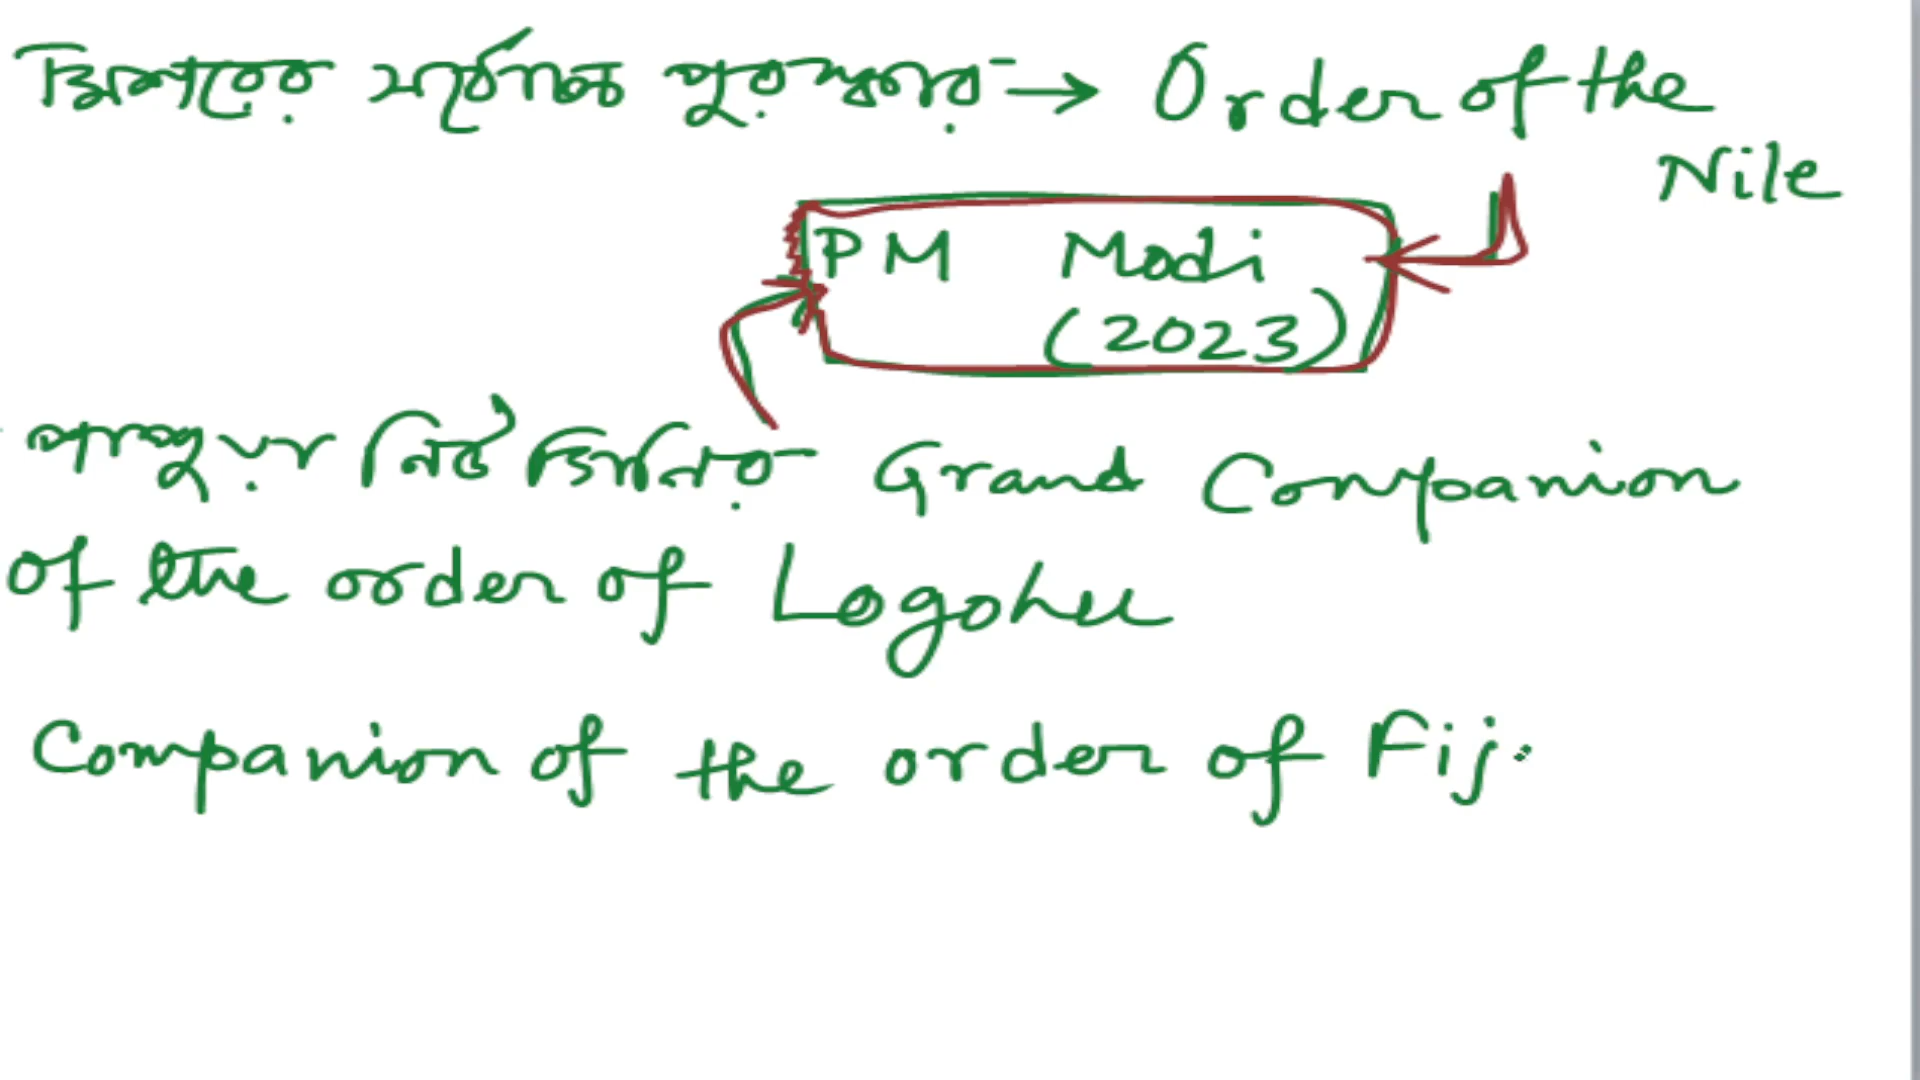 মিশরের সর্বোচ্চ পুরস্কার → Order of the
Nile
PM Modi
(2023)
পাপুয়া নিউ গিনির Grand Companion
of the order of Logohu
Companion of the order of Fiji